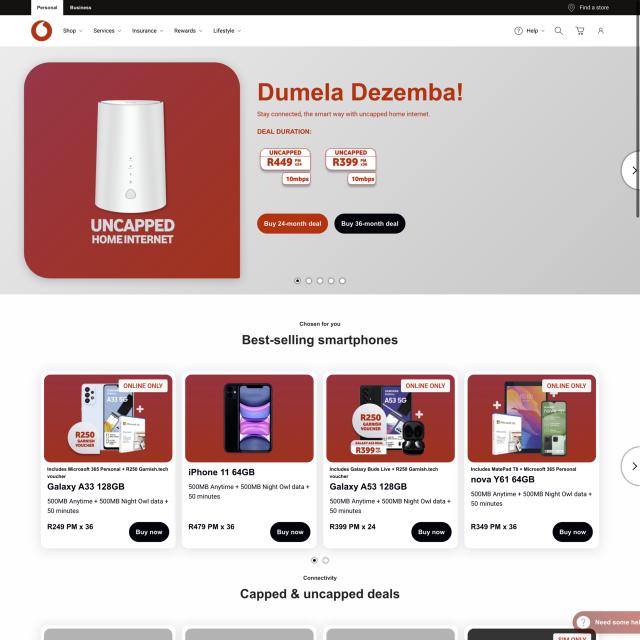 Personal
Business
Find a store
Shop
Services
Insurance
Rewards
Lifestyle
Help
UNCAPPED
HOME INTERNET
Dumela Dezemba!
Stay connected, the smart way with uncapped home internet.
DEAL DURATION:
UNCAPPED
R449 PM x24
10mbps
UNCAPPED
R399 PM x36
10mbps
Buy 24-month deal
Buy 36-month deal
Chosen for you
Best-selling smartphones
ONLINE ONLY
A33 5G
R250
GARNISH
VOUCHER
Includes Microsoft 365 Personal + R250 Garnish.tech
voucher
Galaxy A33 128GB
500MB Anytime + 500MB Night Owl data +
50 minutes
R249 PM x 36
Buy now
iPhone 11 64GB
500MB Anytime + 500MB Night Owl data +
50 minutes
R479 PM x 36
Buy now
ONLINE ONLY
A53 5G
R250
GARNISH
VOUCHER
R399
Includes Galaxy Buds Live + R250 Garnish.tech
voucher
Galaxy A53 128GB
500MB Anytime + 500MB Night Owl data +
50 minutes
R399 PM x 24
Buy now
ONLINE ONLY
Includes MatePad T8 + Microsoft 365 Personal
nova Y61 64GB
500MB Anytime + 500MB Night Owl data +
50 minutes
R349 PM x 36
Buy now
Connectivity
Capped & uncapped deals
SIM ONLY
Need some hel